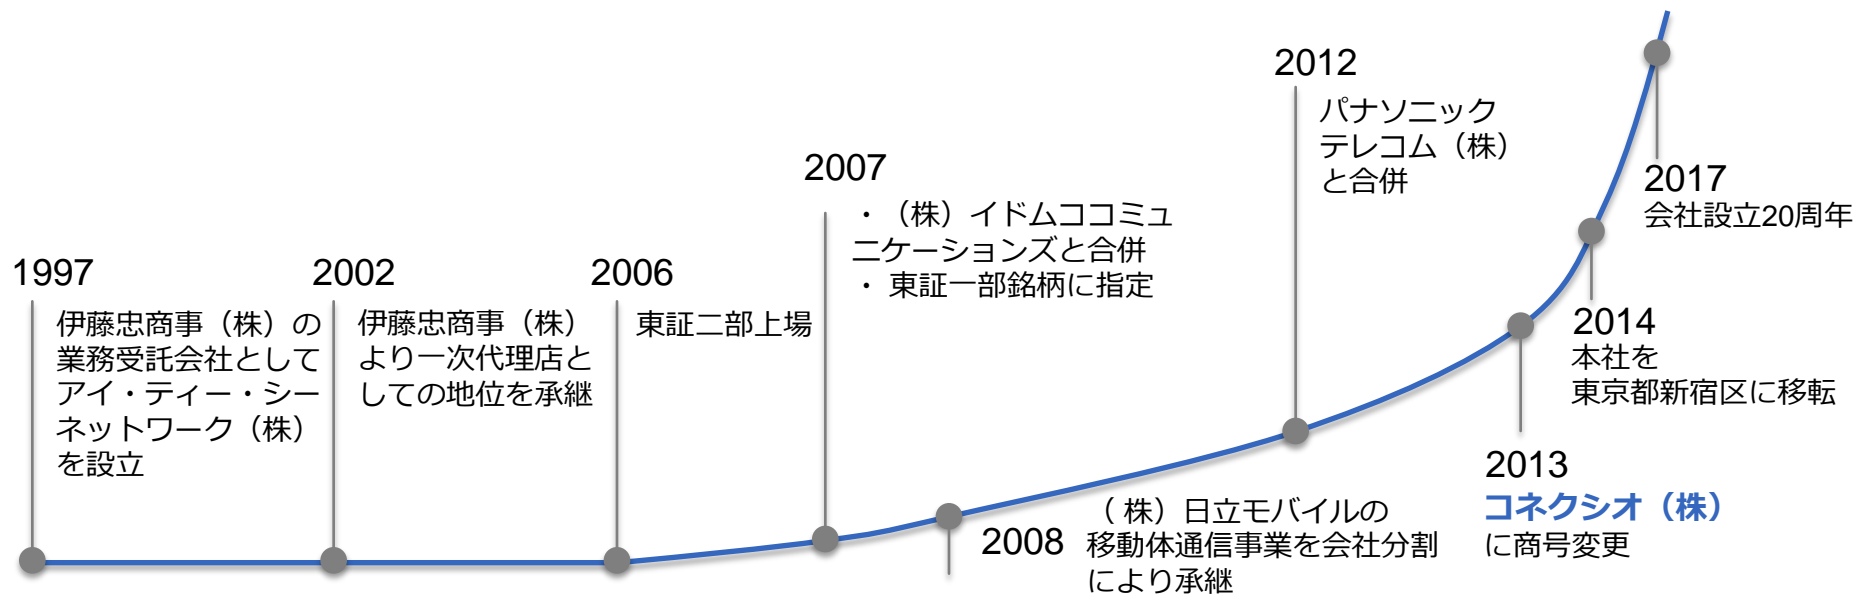 1997
伊藤忠商事（株）の
業務受託会社として
アイ・ティー・シー
ネットワーク（株）
を設立
2002
伊藤忠商事（株）
より一次代理店と
しての地位を承継
2006
東証二部上場
2007
・（株）イドムココミュ
ニケーションズと合併
・ 東証一部銘柄に指定
2008
（ 株）日立モバイルの
移動体通信事業を会社分割
により承継
2012
パナソニック
テレコム（株）
と合併
2013
コネクシオ（株）
に商号変更
2014
本社を
東京都新宿区に移転
2017
会社設立20周年